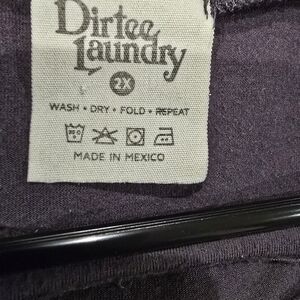 Dirtee
Laundry
2X
WASH • DRY • FOLD • REPEAT
MADE IN MEXICO